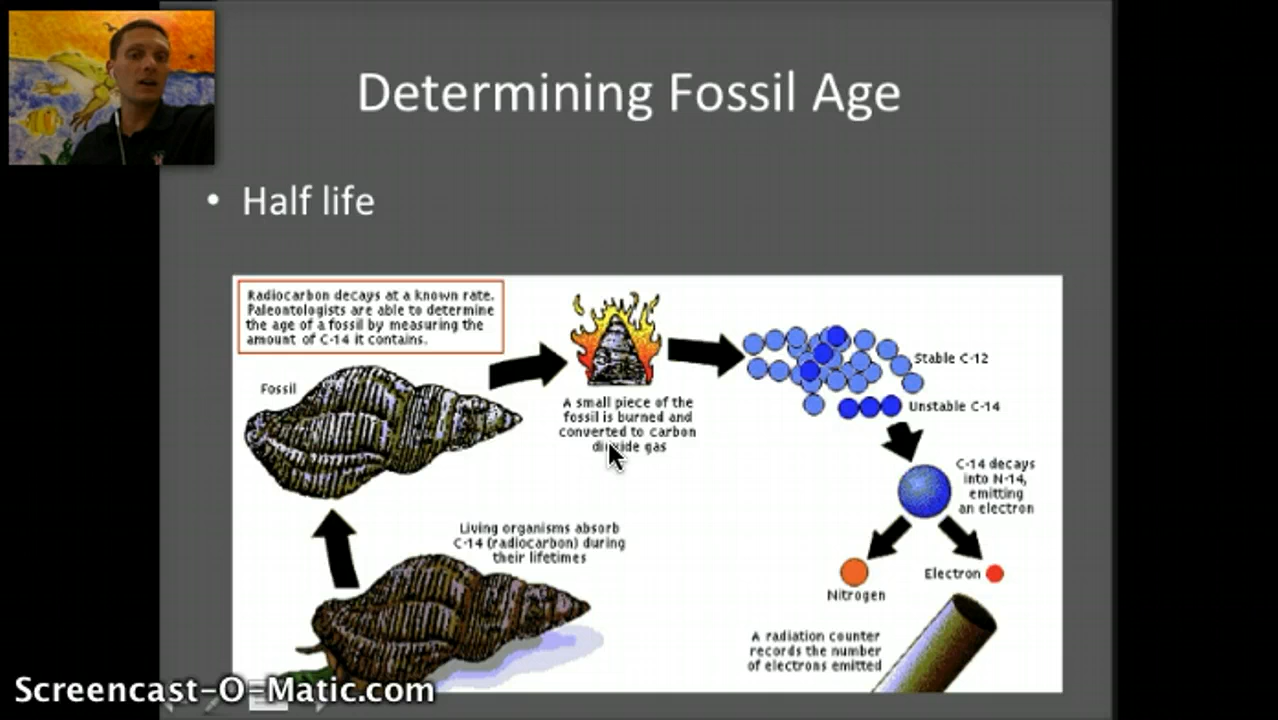 Determining Fossil Age
• Half life
Radiocarbon decays at a known rate.
Paleontologists are able to determine
the age of a fossil by measuring the
amount of C-14 it contains.
Fossil
A small piece of the
fossil is burned and
converted to carbon
dioxide gas
Stable C-12
Unstable C-14
C-14 decays
into N-14,
emitting
an electron
Living organisms absorb
C-14 (radiocarbon) during
their lifetimes
Nitrogen
Electron
A radiation counter
records the number
of electrons emitted
Screencast-O-Matic.com